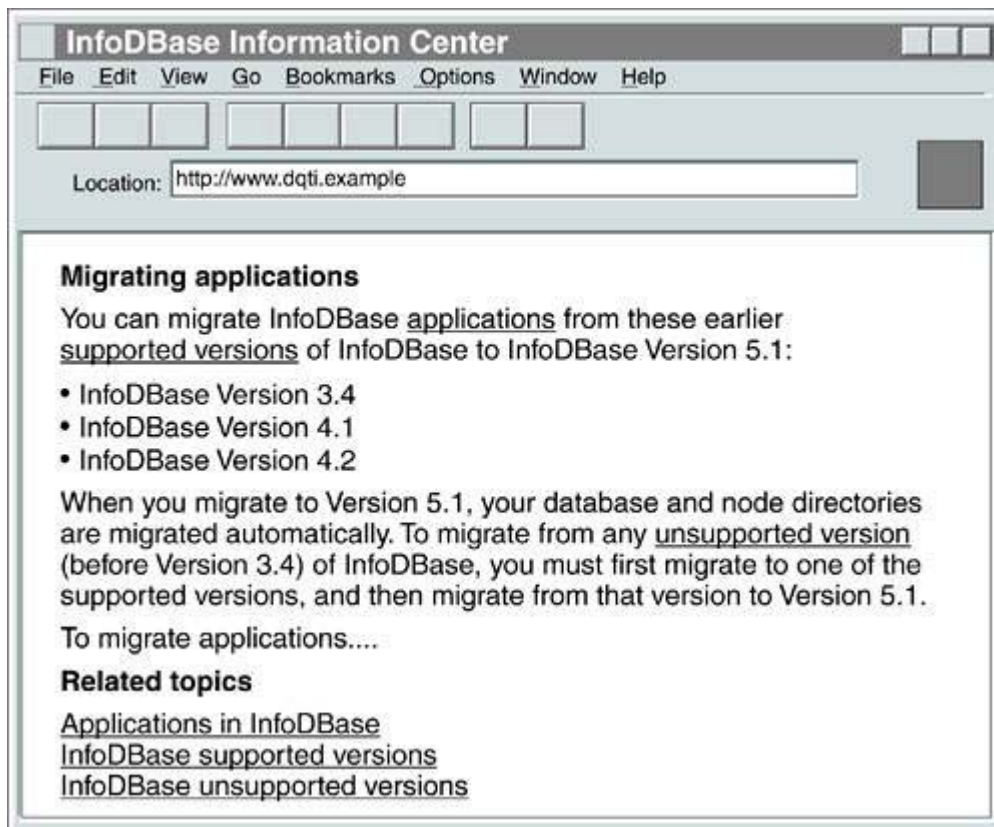 InfoDBase Information Center
File Edit View Go Bookmarks Options Window Help
Location: http://www.dqti.example
Migrating applications
You can migrate InfoDBase applications from these earlier
supported versions of InfoDBase to InfoDBase Version 5.1:
• InfoDBase Version 3.4
• InfoDBase Version 4.1
• InfoDBase Version 4.2
When you migrate to Version 5.1, your database and node directories
are migrated automatically. To migrate from any unsupported version
(before Version 3.4) of InfoDBase, you must first migrate to one of the
supported versions, and then migrate from that version to Version 5.1.
To migrate applications....
Related topics
Applications in InfoDBase
InfoDBase supported versions
InfoDBase unsupported versions